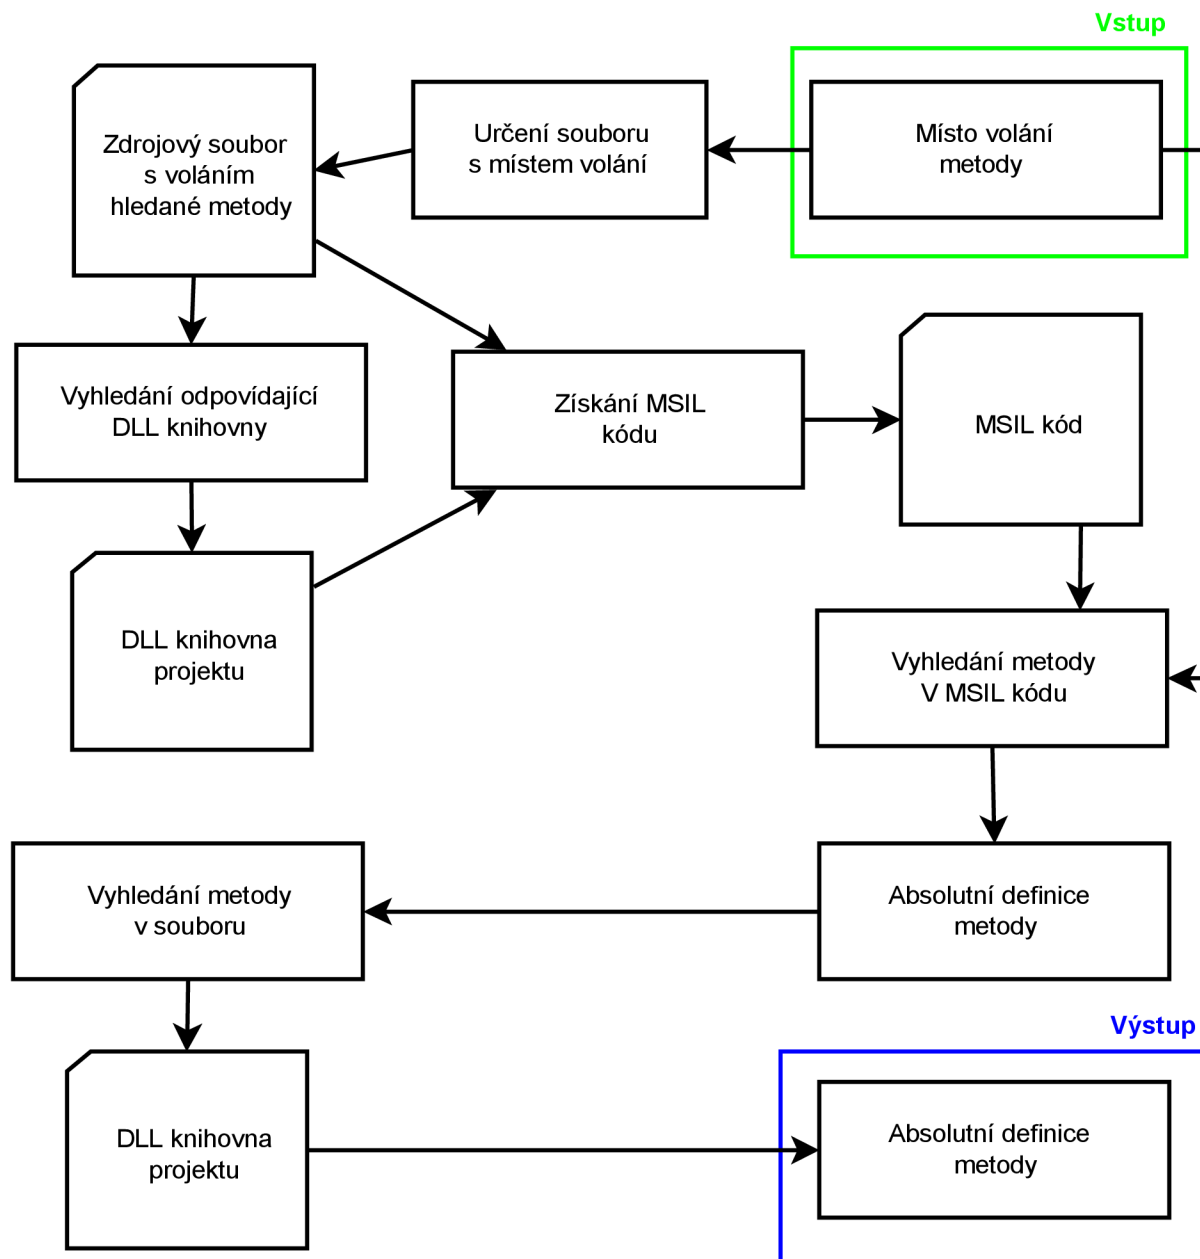 Vstup
Zdrojový soubor
s voláním
hledané metody
Určení souboru
s místem volání
Místo volání
metody
Vyhledání odpovídající
DLL knihovny
Získání MSIL
kódu
MSIL kód
DLL knihovna
projektu
Vyhledání metody
V MSIL kódu
Vyhledání metody
v souboru
Absolutní definice
metody
Výstup
DLL knihovna
projektu
Absolutní definice
metody